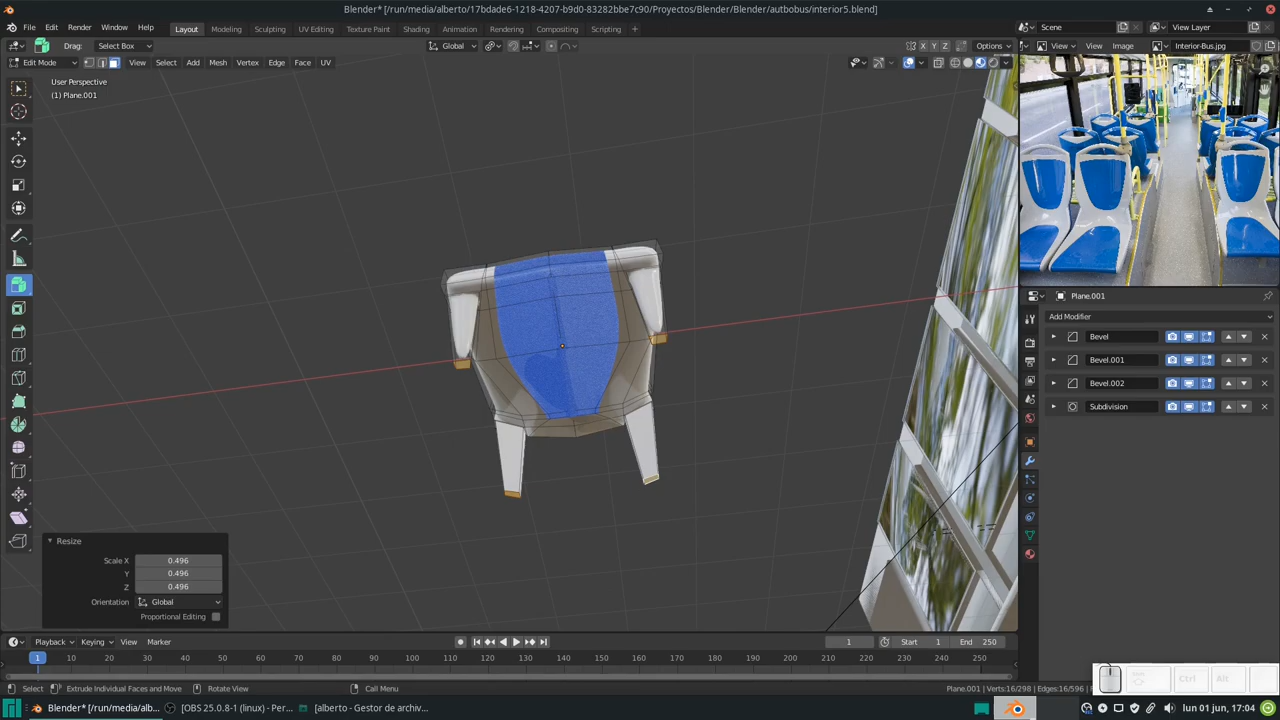 Blender* [/run/media/alberto/17bdade6-1218-4207-b9d0-83282bbe7c90/Proyectos/Blender/Blender/autbobus/interior5.blend]
File Edit Render Window Help Layout Modeling Sculpting UV Editing Texture Paint Shading Animation Rendering Compositing Scripting + Scene View Layer
Drag: Select Box Global X Y Z Options View View Image Interior-Bus.jpg
Edit Mode View Select Add Mesh Vertex Edge Face UV
User Perspective
(1) Plane.001
Plane.001
Add Modifier
Bevel
Bevel.001
Bevel.002
Subdivision
Resize
Scale X 0.496
Y 0.496
Z 0.496
Orientation Global
Proportional Editing
Playback Keying View Marker 1 Start 1 End 250
1 10 20 30 40 50 60 70 80 90 100 110 120 130 140 150 160 170 180 190 200 210 220 230 240 250
Ctrl Alt
Select Extrude Individual Faces and Move Rotate View Call Menu Plane.001 | Verts:16/298 | Edges:16/596 |
Blender* [/run/media/alb... [OBS 25.0.8-1 (linux) - Per... [alberto - Gestor de archiv... lun 01 jun, 17:04